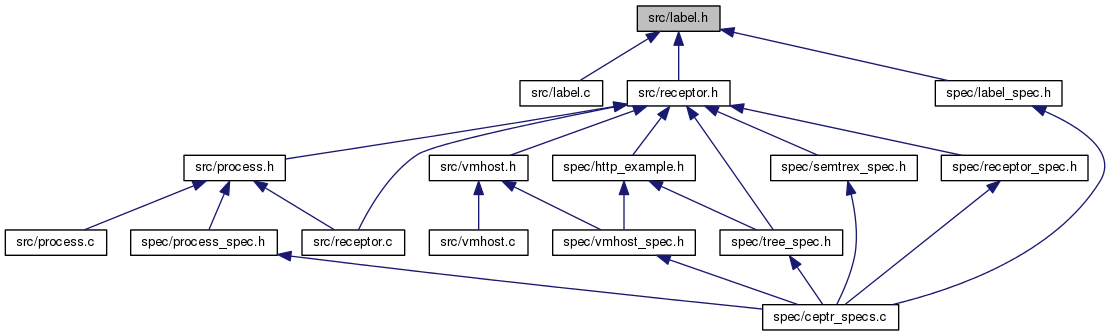 src/label.h
src/label.c
src/receptor.h
spec/label_spec.h
src/process.h
src/vmhost.h
spec/http_example.h
spec/semtrex_spec.h
spec/receptor_spec.h
src/process.c
spec/process_spec.h
src/receptor.c
src/vmhost.c
spec/vmhost_spec.h
spec/tree_spec.h
spec/ceptr_specs.c